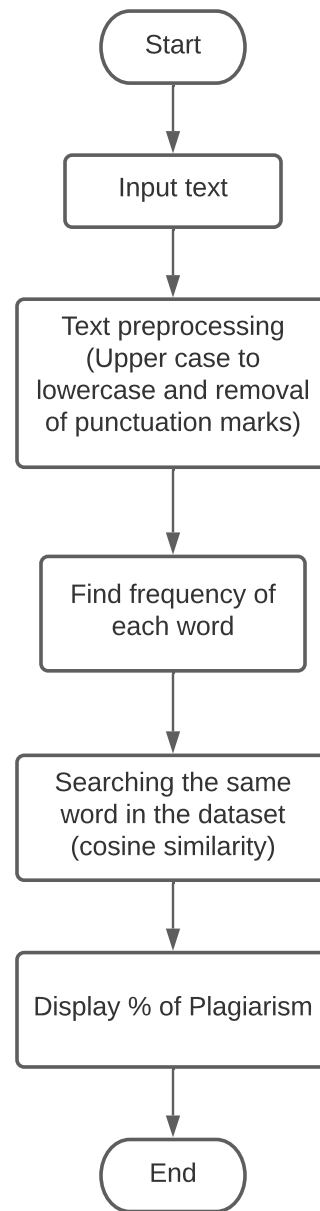 Start
Input text
Text preprocessing
(Upper case to
lowercase and removal
of punctuation marks)
Find frequency of
each word
Searching the same
word in the dataset
(cosine similarity)
Display % of Plagiarism
End